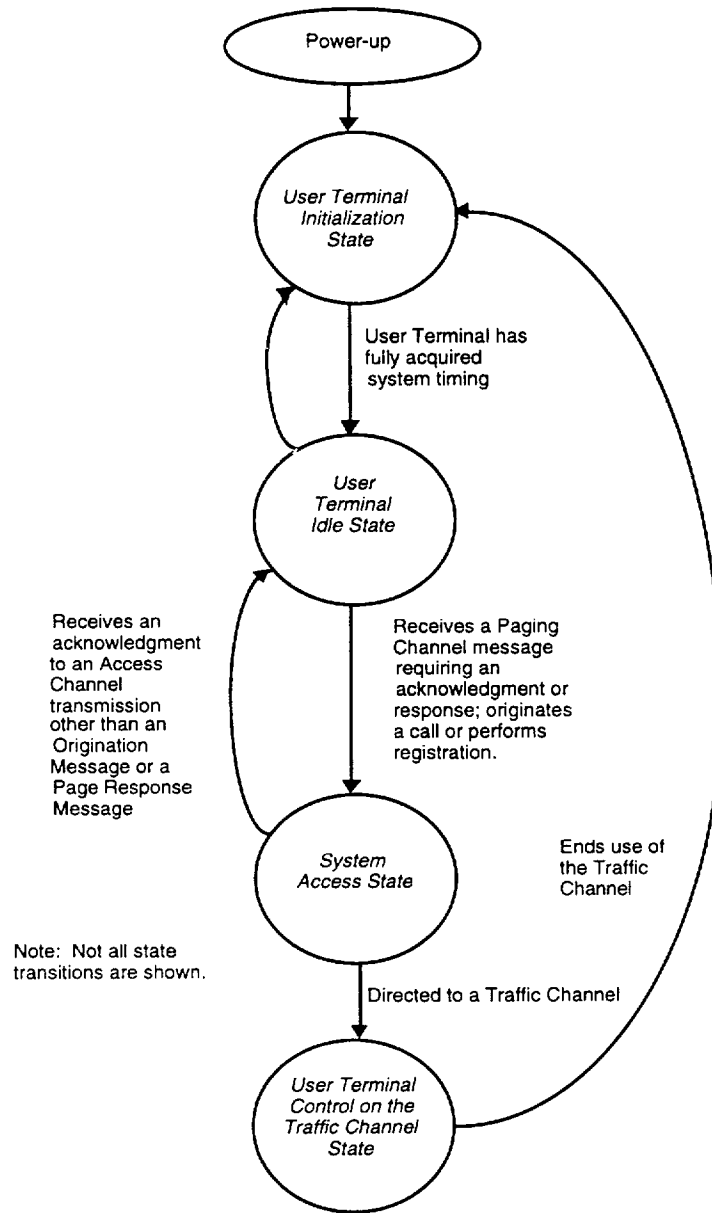 Power-up
User Terminal
Initialization
State
User Terminal has
fully acquired
system timing
User
Terminal
Idle State
Receives an
acknowledgment
to an Access
Channel
transmission
other than an
Origination
Message or a
Page Response
Message
Receives a Paging
Channel message
requiring an
acknowledgment or
response; originates
a call or performs
registration.
System
Access State
Ends use of
the Traffic
Channel
Note: Not all state
transitions are shown.
Directed to a Traffic Channel
User Terminal
Control on the
Traffic Channel
State